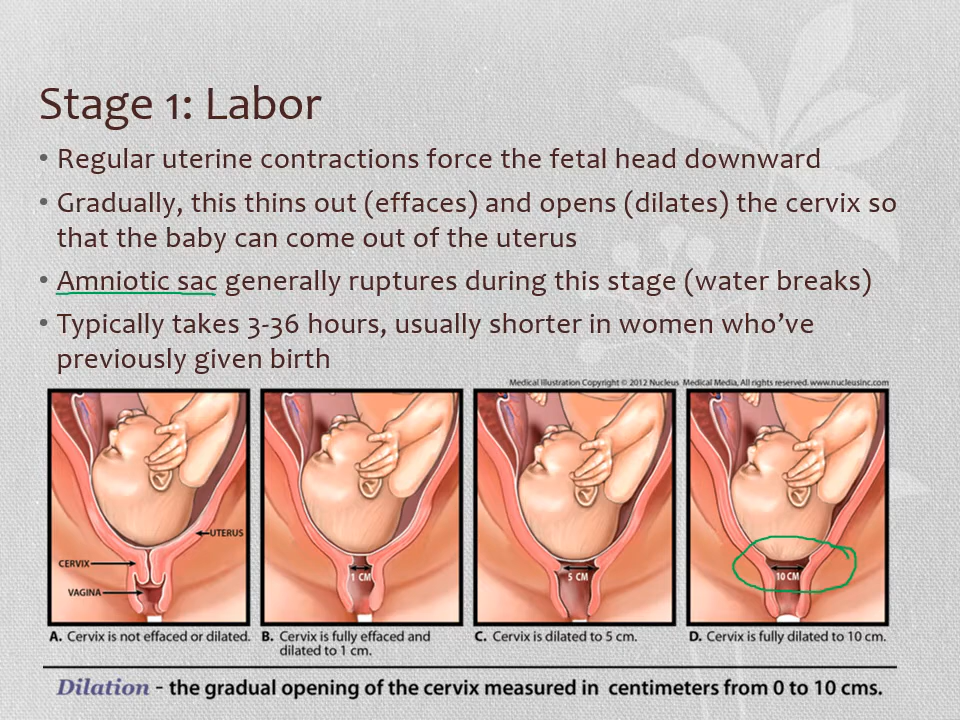 Stage 1: Labor
• Regular uterine contractions force the fetal head downward
• Gradually, this thins out (effaces) and opens (dilates) the cervix so
that the baby can come out of the uterus
• Amniotic sac generally ruptures during this stage (water breaks)
• Typically takes 3-36 hours, usually shorter in women who've
previously given birth
Medical Illustration Copyright © 2012 Nucleus Medical Media, All rights reserved. www.nucleusinc.com
UTERUS
CERVIX
VAGINA
1 CM
5 CM
10 CM
A. Cervix is not effaced or dilated.
B. Cervix is fully effaced and
dilated to 1 cm.
C. Cervix is dilated to 5 cm.
D. Cervix is fully dilated to 10 cm.
Dilation - the gradual opening of the cervix measured in centimeters from 0 to 10 cms.